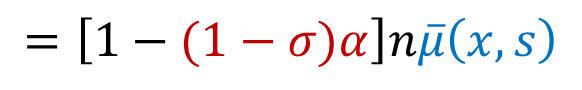 = [1 − (1 − σ)α]nμ̄(x, s)